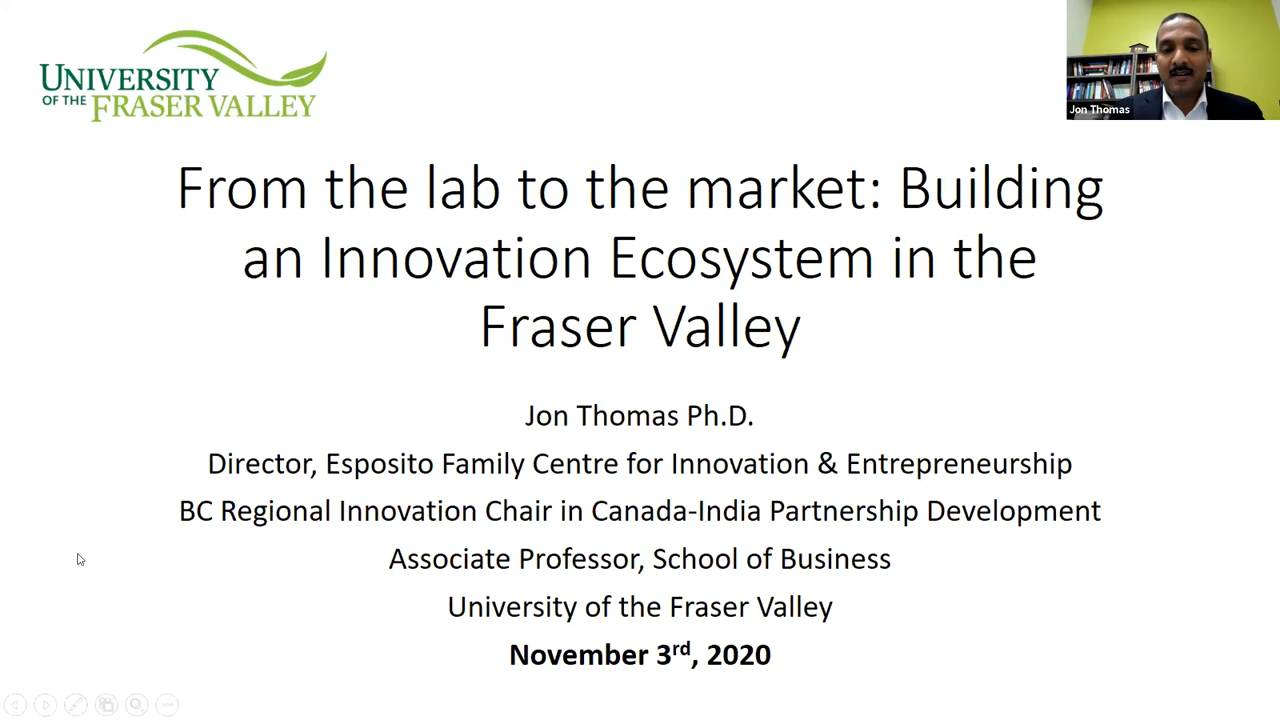 UNIVERSITY
OF THE FRASER VALLEY
Jon Thomas
From the lab to the market: Building
an Innovation Ecosystem in the
Fraser Valley
Jon Thomas Ph.D.
Director, Esposito Family Centre for Innovation & Entrepreneurship
BC Regional Innovation Chair in Canada-India Partnership Development
Associate Professor, School of Business
University of the Fraser Valley
November 3rd, 2020